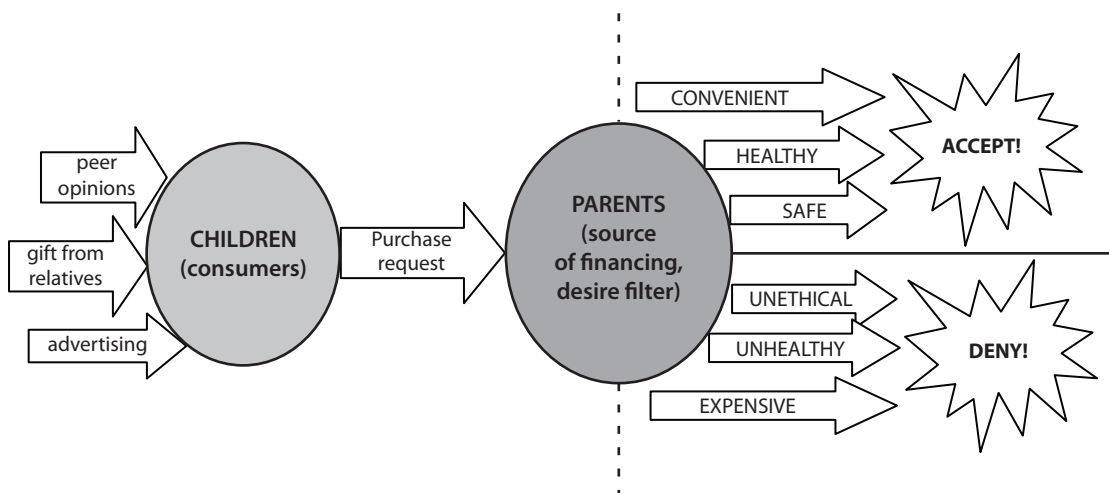 peer
opinions
gift from
relatives
advertising
CHILDREN
(consumers)
Purchase
request
PARENTS
(source
of financing,
desire filter)
CONVENIENT
HEALTHY
SAFE
ACCEPT!
UNETHICAL
UNHEALTHY
EXPENSIVE
DENY!